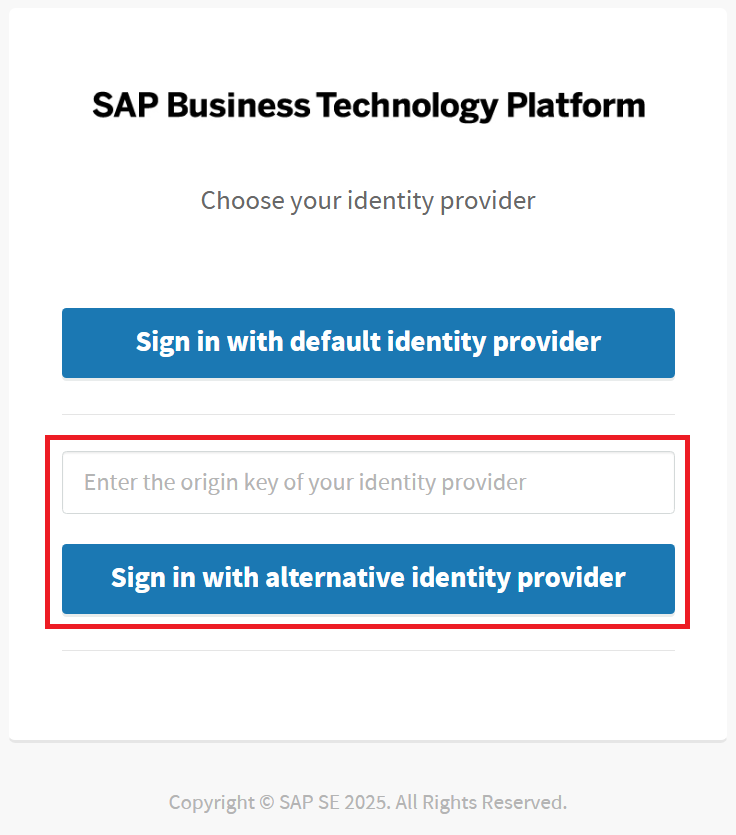 SAP Business Technology Platform
Choose your identity provider
Sign in with default identity provider
Enter the origin key of your identity provider
Sign in with alternative identity provider
Copyright © SAP SE 2025. All Rights Reserved.